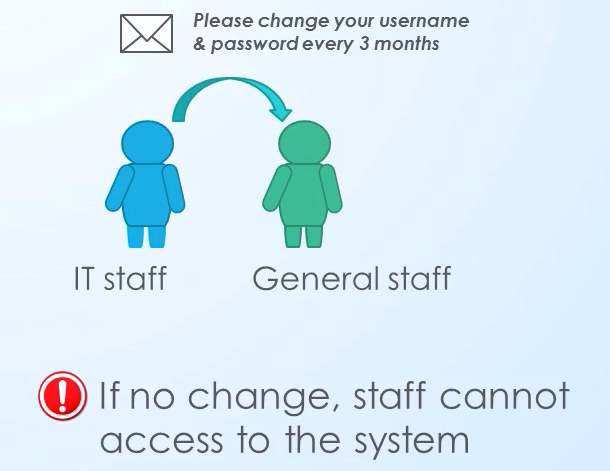 Please change your username
& password every 3 months
IT staff
General staff
If no change, staff cannot
access to the system